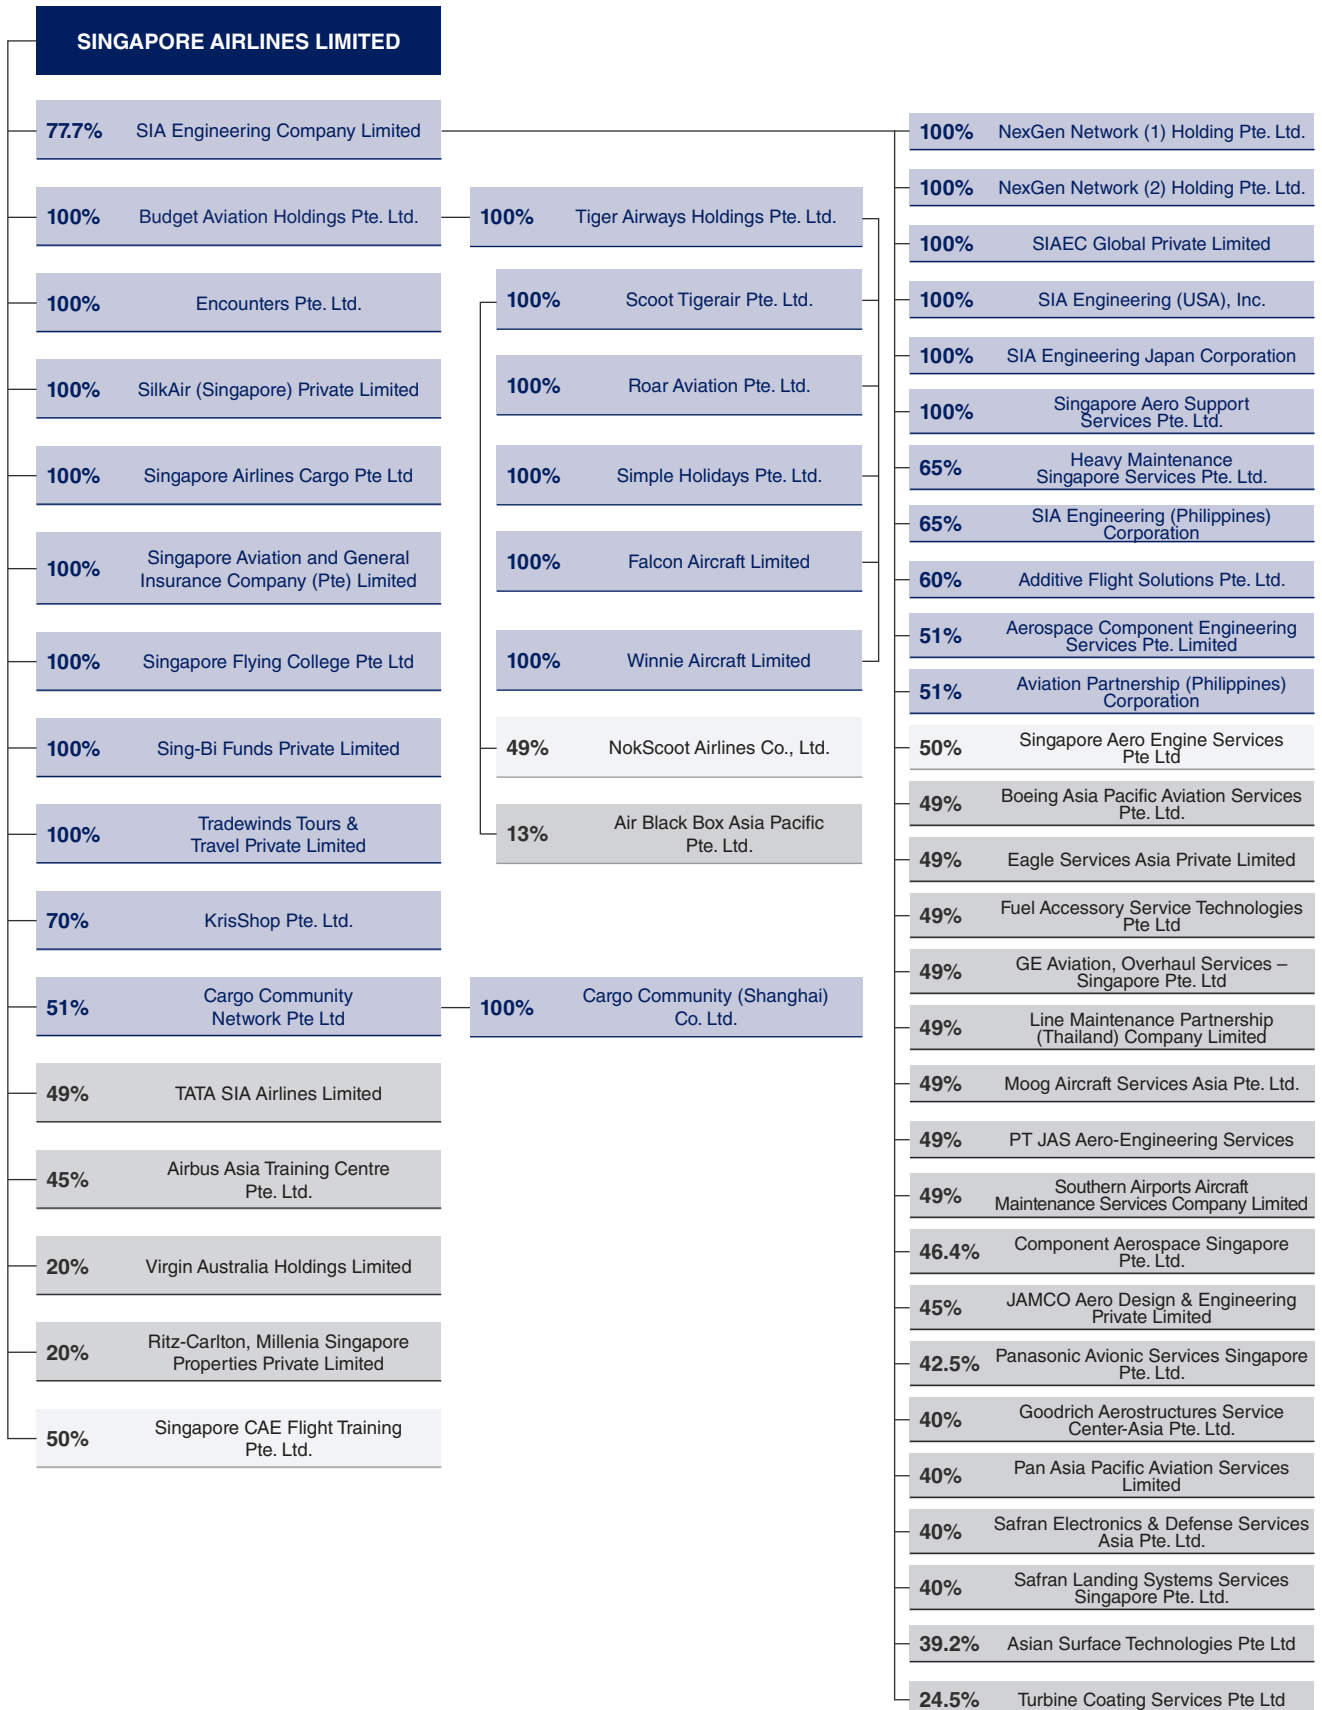 SINGAPORE AIRLINES LIMITED
77.7% SIA Engineering Company Limited
100% Budget Aviation Holdings Pte. Ltd.
100% Encounters Pte. Ltd.
100% SilkAir (Singapore) Private Limited
100% Singapore Airlines Cargo Pte Ltd
100% Singapore Aviation and General
Insurance Company (Pte) Limited
100% Singapore Flying College Pte Ltd
100% Sing-Bi Funds Private Limited
100% Tradewinds Tours &
Travel Private Limited
70% KrisShop Pte. Ltd.
51% Cargo Community
Network Pte Ltd
49% TATA SIA Airlines Limited
45% Airbus Asia Training Centre
Pte. Ltd.
20% Virgin Australia Holdings Limited
20% Ritz-Carlton, Millenia Singapore
Properties Private Limited
50% Singapore CAE Flight Training
Pte. Ltd.
100% Tiger Airways Holdings Pte. Ltd.
100% Scoot Tigerair Pte. Ltd.
100% Roar Aviation Pte. Ltd.
100% Simple Holidays Pte. Ltd.
100% Falcon Aircraft Limited
100% Winnie Aircraft Limited
49% NokScoot Airlines Co., Ltd.
13% Air Black Box Asia Pacific
Pte. Ltd.
100% Cargo Community (Shanghai)
Co. Ltd.
100% NexGen Network (1) Holding Pte. Ltd.
100% NexGen Network (2) Holding Pte. Ltd.
100% SIAEC Global Private Limited
100% SIA Engineering (USA), Inc.
100% SIA Engineering Japan Corporation
100% Singapore Aero Support
Services Pte. Ltd.
65% Heavy Maintenance
Singapore Services Pte. Ltd.
65% SIA Engineering (Philippines)
Corporation
60% Additive Flight Solutions Pte. Ltd.
51% Aerospace Component Engineering
Services Pte. Limited
51% Aviation Partnership (Philippines)
Corporation
50% Singapore Aero Engine Services
Pte Ltd
49% Boeing Asia Pacific Aviation Services
Pte. Ltd.
49% Eagle Services Asia Private Limited
49% Fuel Accessory Service Technologies
Pte Ltd
49% GE Aviation, Overhaul Services –
Singapore Pte. Ltd
49% Line Maintenance Partnership
(Thailand) Company Limited
49% Moog Aircraft Services Asia Pte. Ltd.
49% PT JAS Aero-Engineering Services
49% Southern Airports Aircraft
Maintenance Services Company Limited
46.4% Component Aerospace Singapore
Pte. Ltd.
45% JAMCO Aero Design & Engineering
Private Limited
42.5% Panasonic Avionic Services Singapore
Pte. Ltd.
40% Goodrich Aerostructures Service
Center-Asia Pte. Ltd.
40% Pan Asia Pacific Aviation Services
Limited
40% Safran Electronics & Defense Services
Asia Pte. Ltd.
40% Safran Landing Systems Services
Singapore Pte. Ltd.
39.2% Asian Surface Technologies Pte Ltd
24.5% Turbine Coating Services Pte Ltd